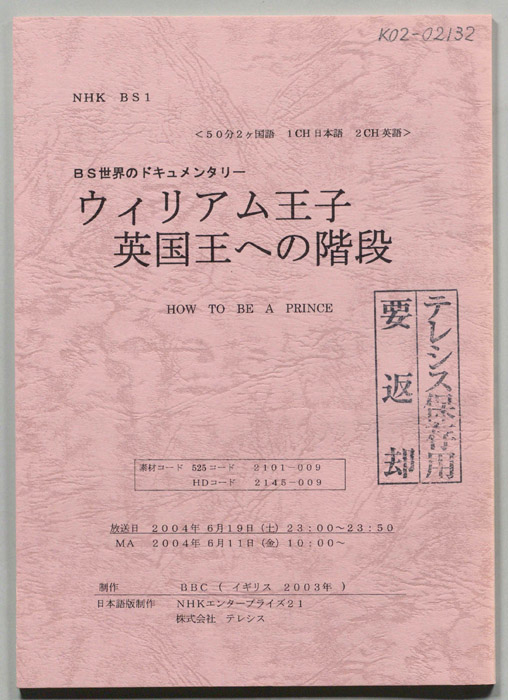 K02-02132
NHK BS1
<50分2ヶ国語 1CH日本語 2CH英語>
BS世界のドキュメンタリー
ウィリアム王子
英国王への階段
HOW TO BE A PRINCE
テレシス保存用
要返却
素材コード 525コード 2101-009
HDコード 2145-009
放送日 2004年 6月19日(土) 23:00~23:50
MA 2004年 6月11日(金) 10:00~
制作 BBC ( イギリス 2003年 )
日本語版制作 NHKエンタープライズ21
株式会社 テレシス